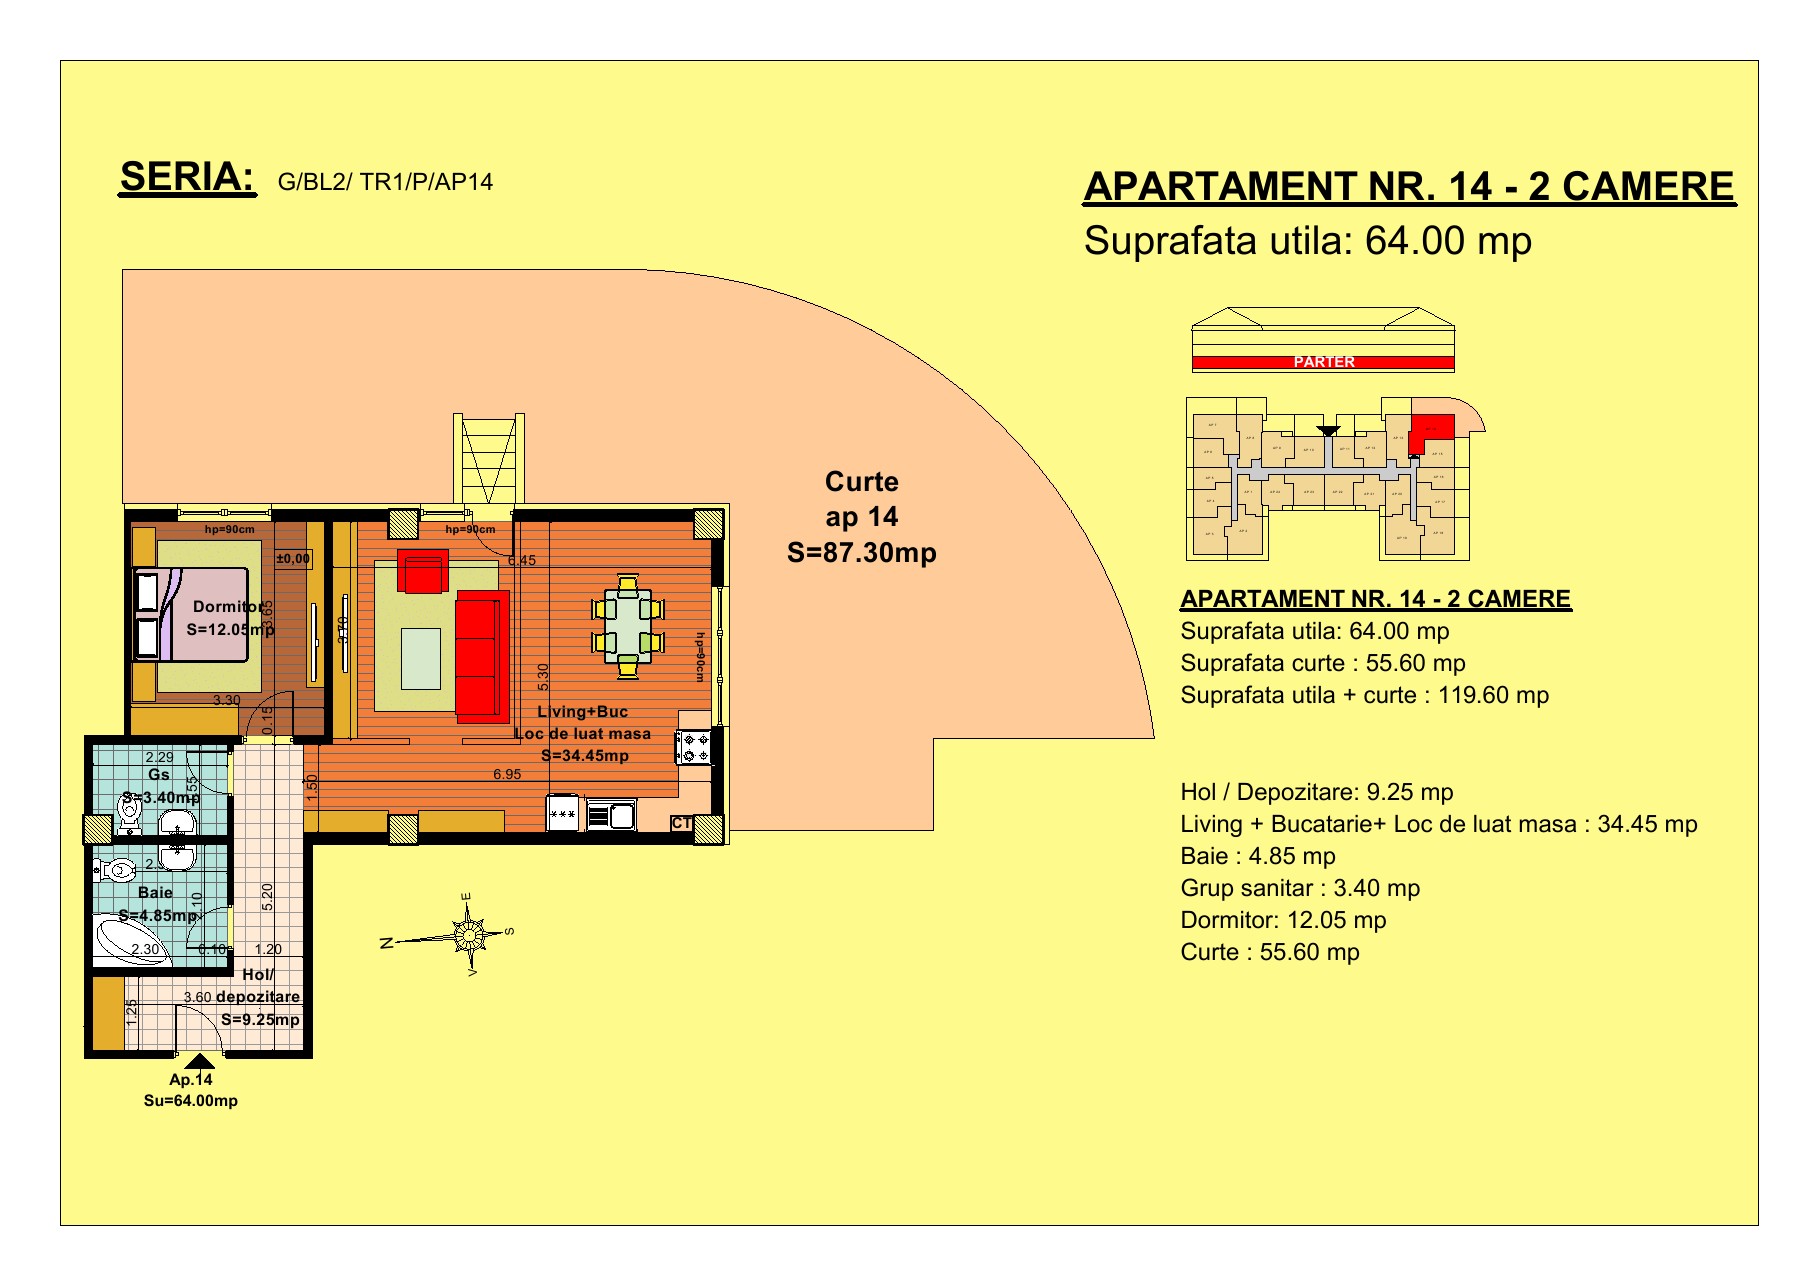 SERIA: G/BL2/ TR1/P/AP14
APARTAMENT NR. 14 - 2 CAMERE
Suprafata utila: 64.00 mp
PARTER
Curte
ap 14
S=87.30mp
hp=90cm
hp=90cm
±0,00
6.45
Dormitor
S=12.05mp
3.65
3.70
hp=90cm
5.30
3.30
0.15
Living+Buc
Loc de luat masa
S=34.45mp
6.95
1.50
2.29
Gs
S=3.40mp
CT
Baie
S=4.85mp
5.20
2.30
0.10
1.20
Hol/
depozitare
S=9.25mp
3.60
1.25
Ap.14
Su=64.00mp
E
N
S
V
APARTAMENT NR. 14 - 2 CAMERE
Suprafata utila: 64.00 mp
Suprafata curte : 55.60 mp
Suprafata utila + curte : 119.60 mp
Hol / Depozitare: 9.25 mp
Living + Bucatarie+ Loc de luat masa : 34.45 mp
Baie : 4.85 mp
Grup sanitar : 3.40 mp
Dormitor: 12.05 mp
Curte : 55.60 mp